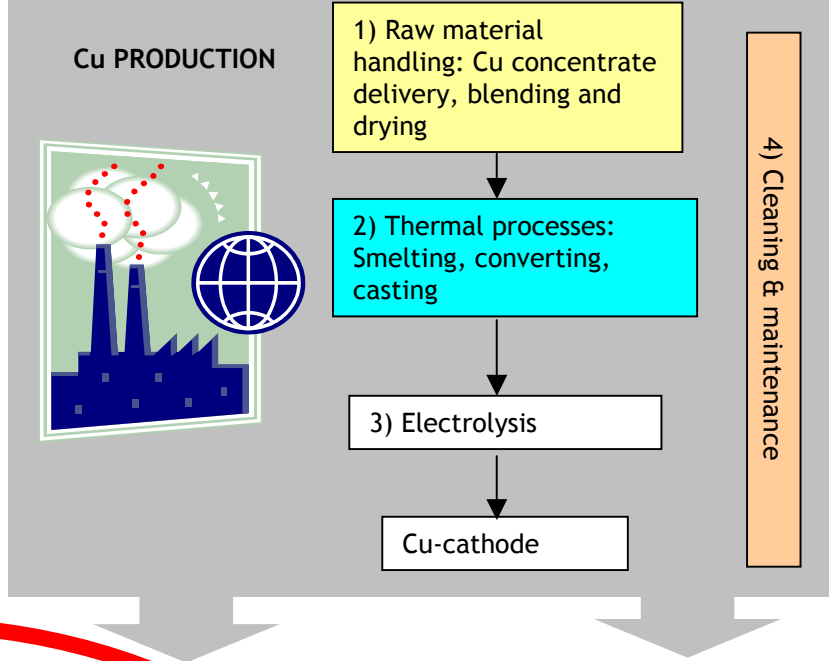 Cu PRODUCTION
1) Raw material
handling: Cu concentrate
delivery, blending and
drying
2) Thermal processes:
Smelting, converting,
casting
3) Electrolysis
Cu-cathode
4) Cleaning & maintenance